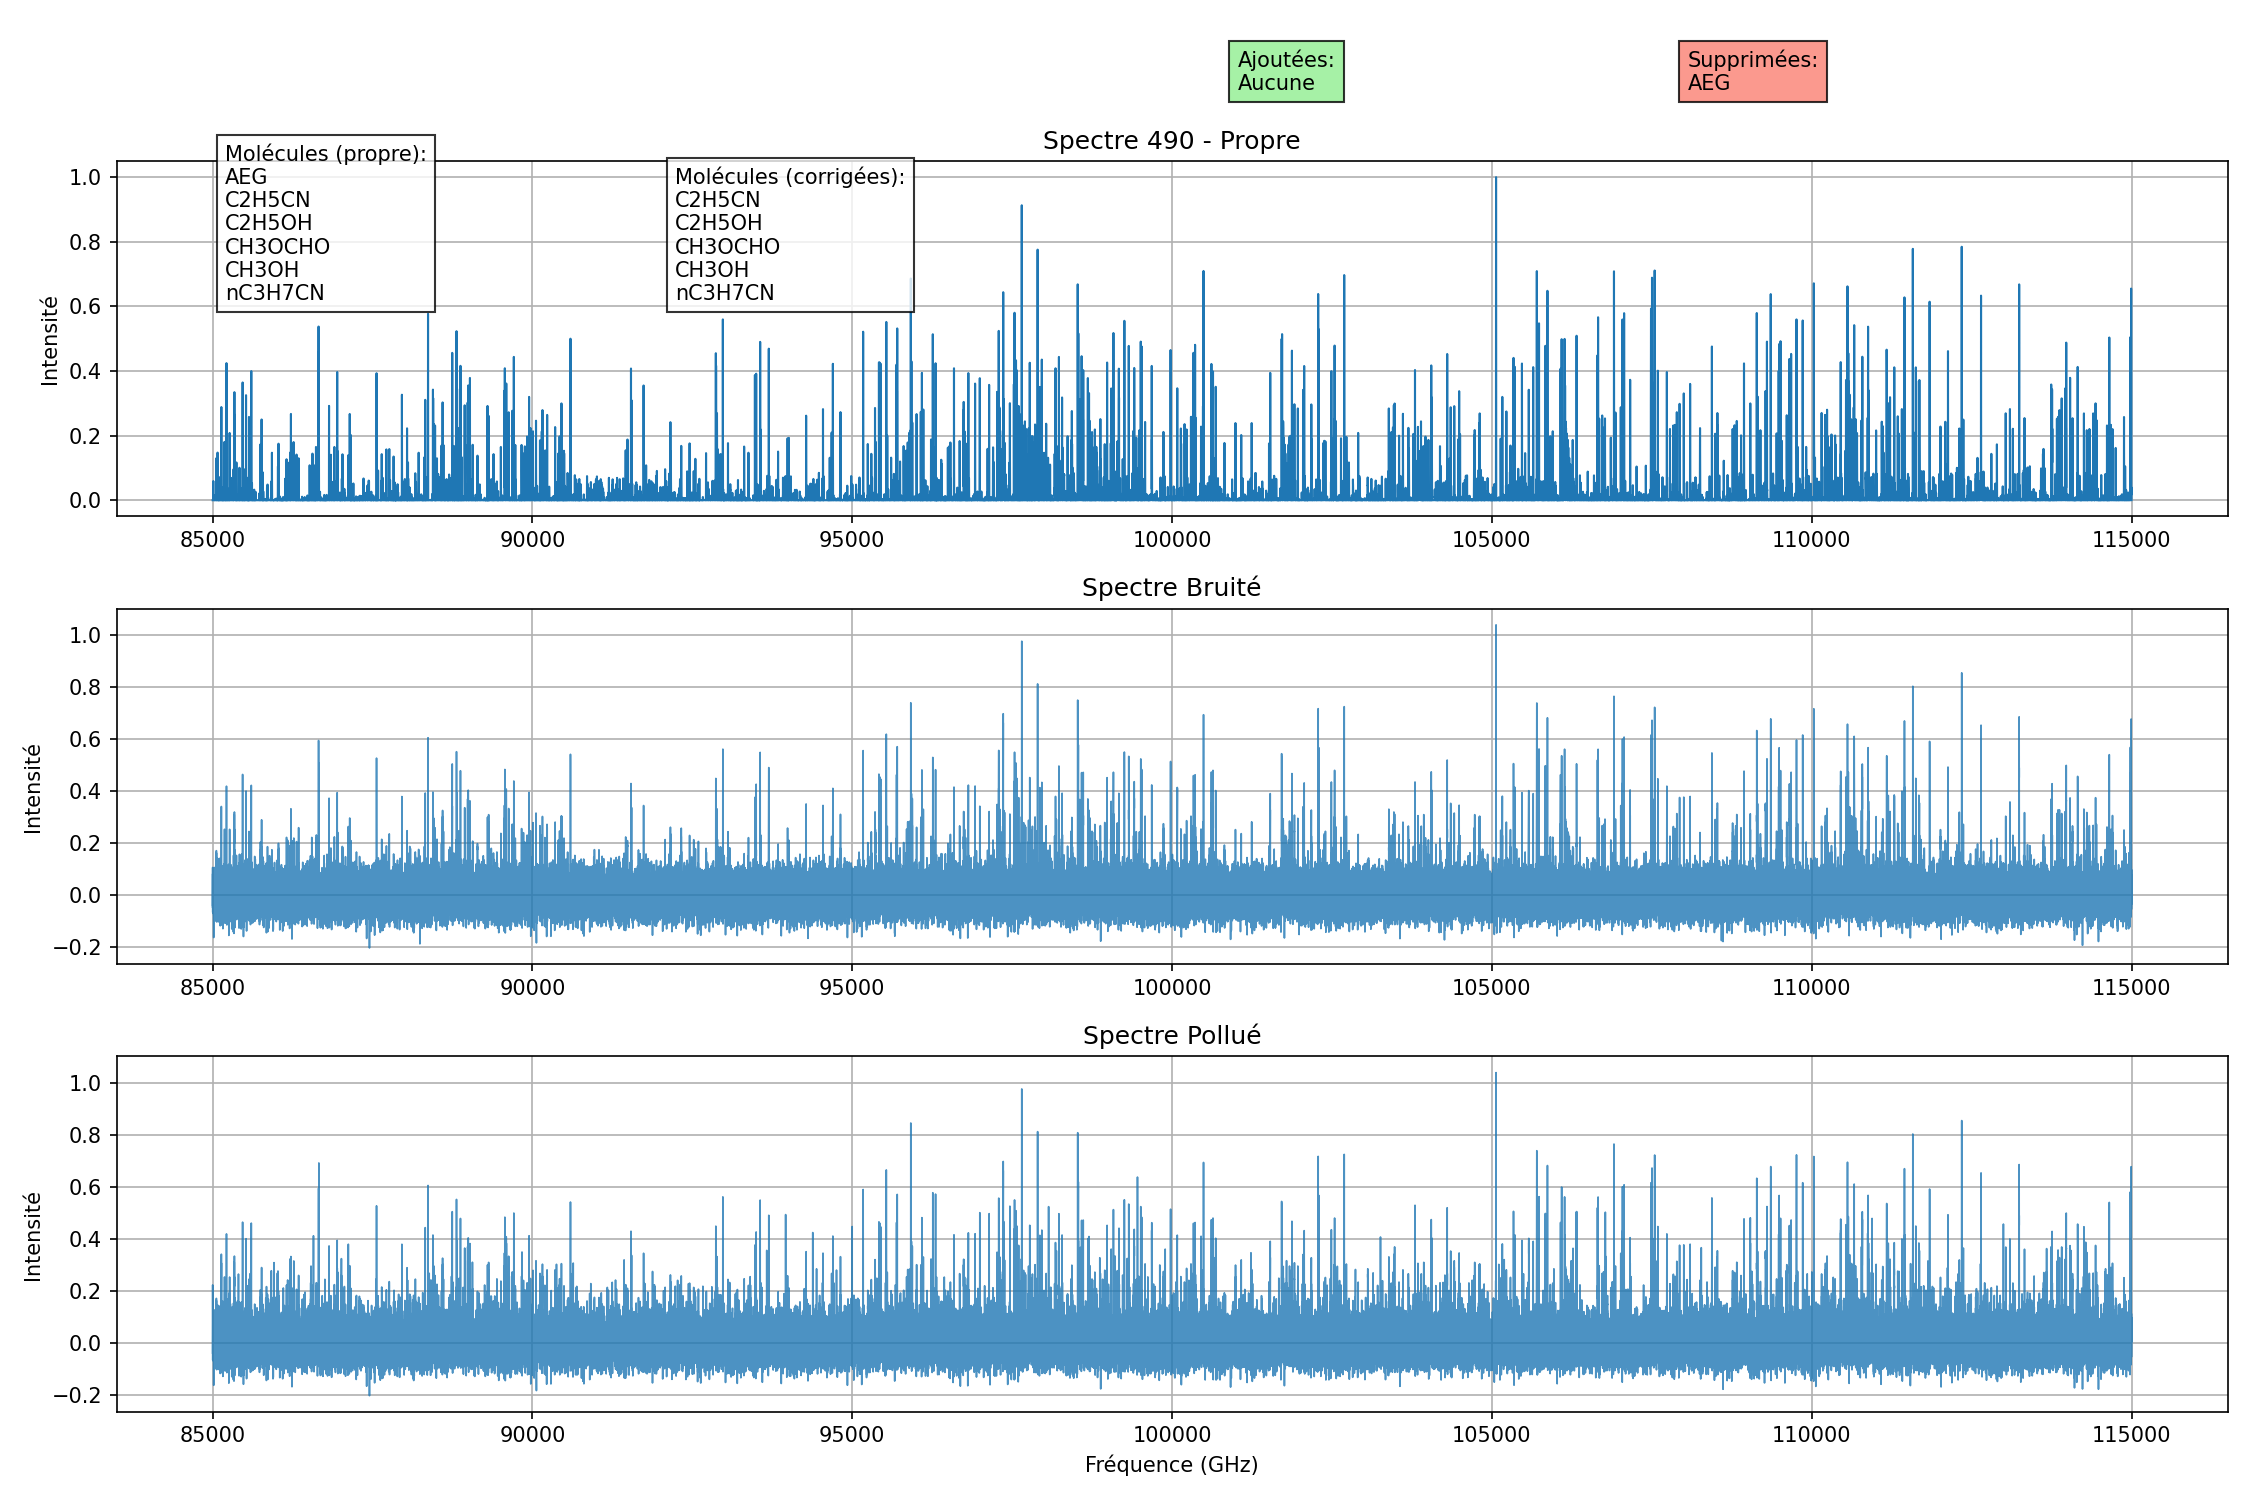 Ajoutées:
Aucune
Supprimées:
AEG
Spectre 490 - Propre
Molécules (propre):
AEG
C2H5CN
C2H5OH
CH3OCHO
CH3OH
nC3H7CN
Molécules (corrigées):
C2H5CN
C2H5OH
CH3OCHO
CH3OH
nC3H7CN
Intensité
1.0
0.8
0.6
0.4
0.2
0.0
85000 90000 95000 100000 105000 110000 115000
Spectre Bruité
Intensité
1.0
0.8
0.6
0.4
0.2
0.0
−0.2
85000 90000 95000 100000 105000 110000 115000
Spectre Pollué
Intensité
1.0
0.8
0.6
0.4
0.2
0.0
−0.2
85000 90000 95000 100000 105000 110000 115000
Fréquence (GHz)